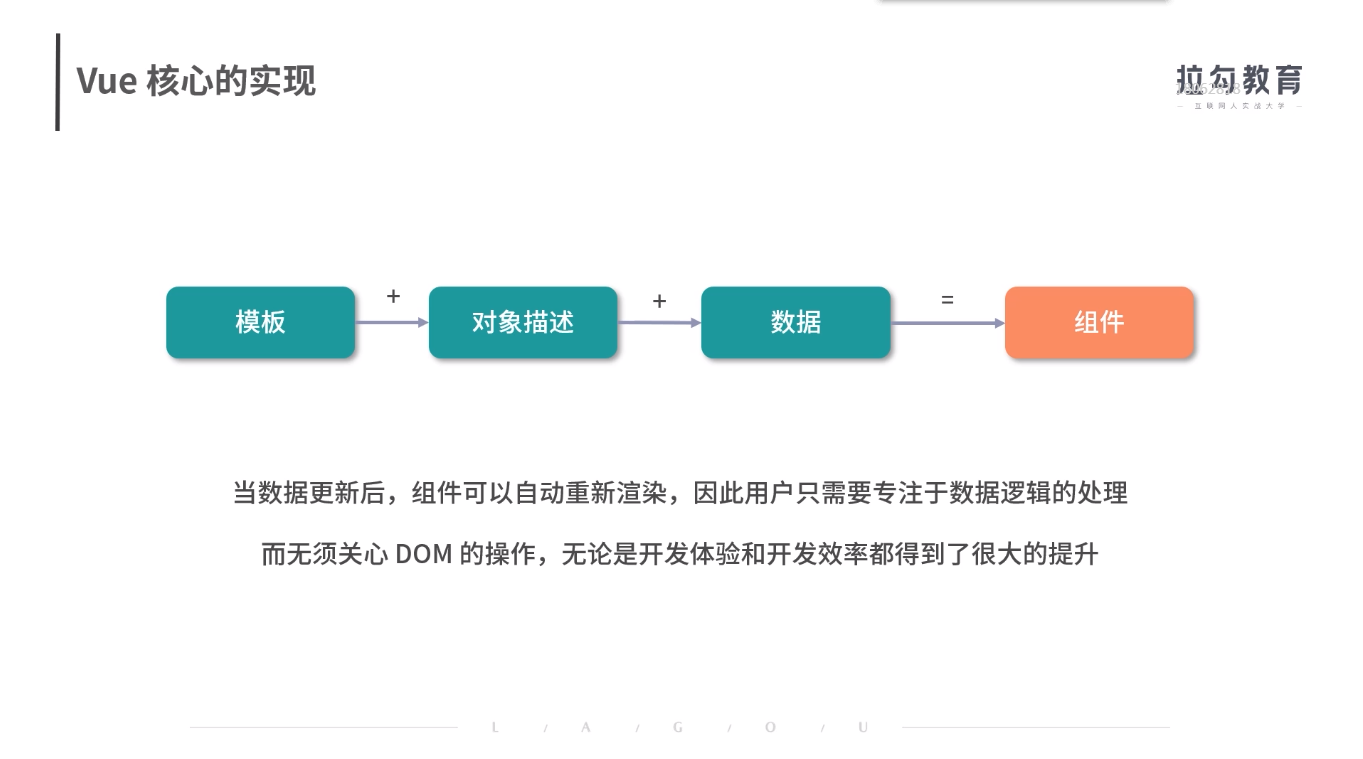 Vue 核心的实现
拉勾教育
互联网人实战大学
模板
+
对象描述
+
数据
=
组件
当数据更新后，组件可以自动重新渲染，因此用户只需要专注于数据逻辑的处理
而无须关心 DOM 的操作，无论是开发体验和开发效率都得到了很大的提升
L / A / G / O / U